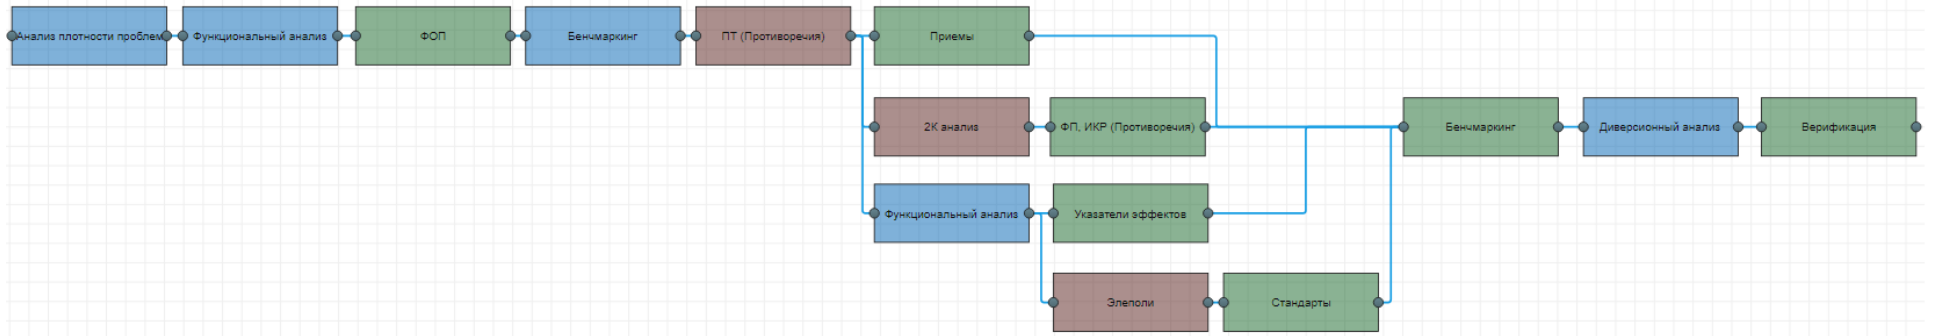 Анализ плотности проблем
Функциональный анализ
ФОП
Бенчмаркинг
ПТ (Противоречия)
Приемы
2К анализ
ФП, ИКР (Противоречия)
Бенчмаркинг
Диверсионный анализ
Верификация
Функциональный анализ
Указатели эффектов
Элеполи
Стандарты